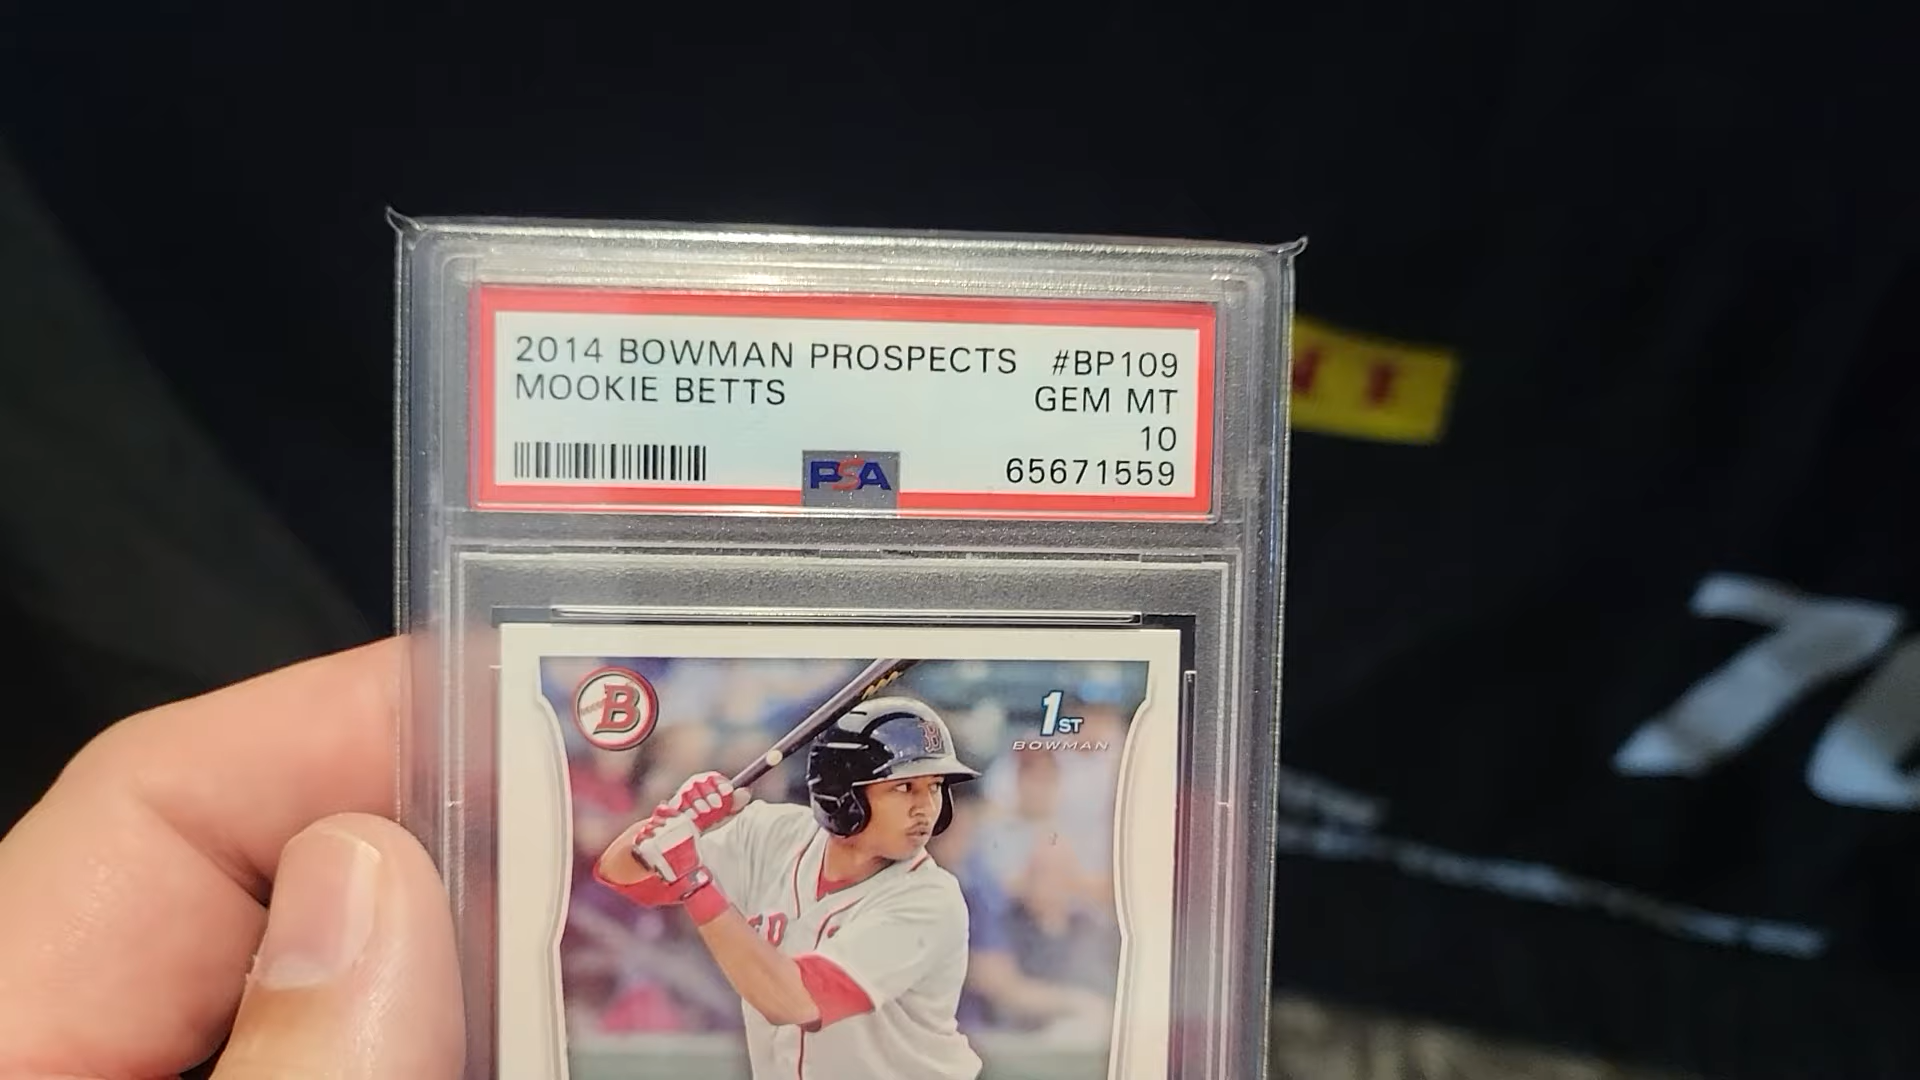 2014 BOWMAN PROSPECTS #BP109
MOOKIE BETTS GEM MT
10
PSA 65671559
B
1ST
BOWMAN
B